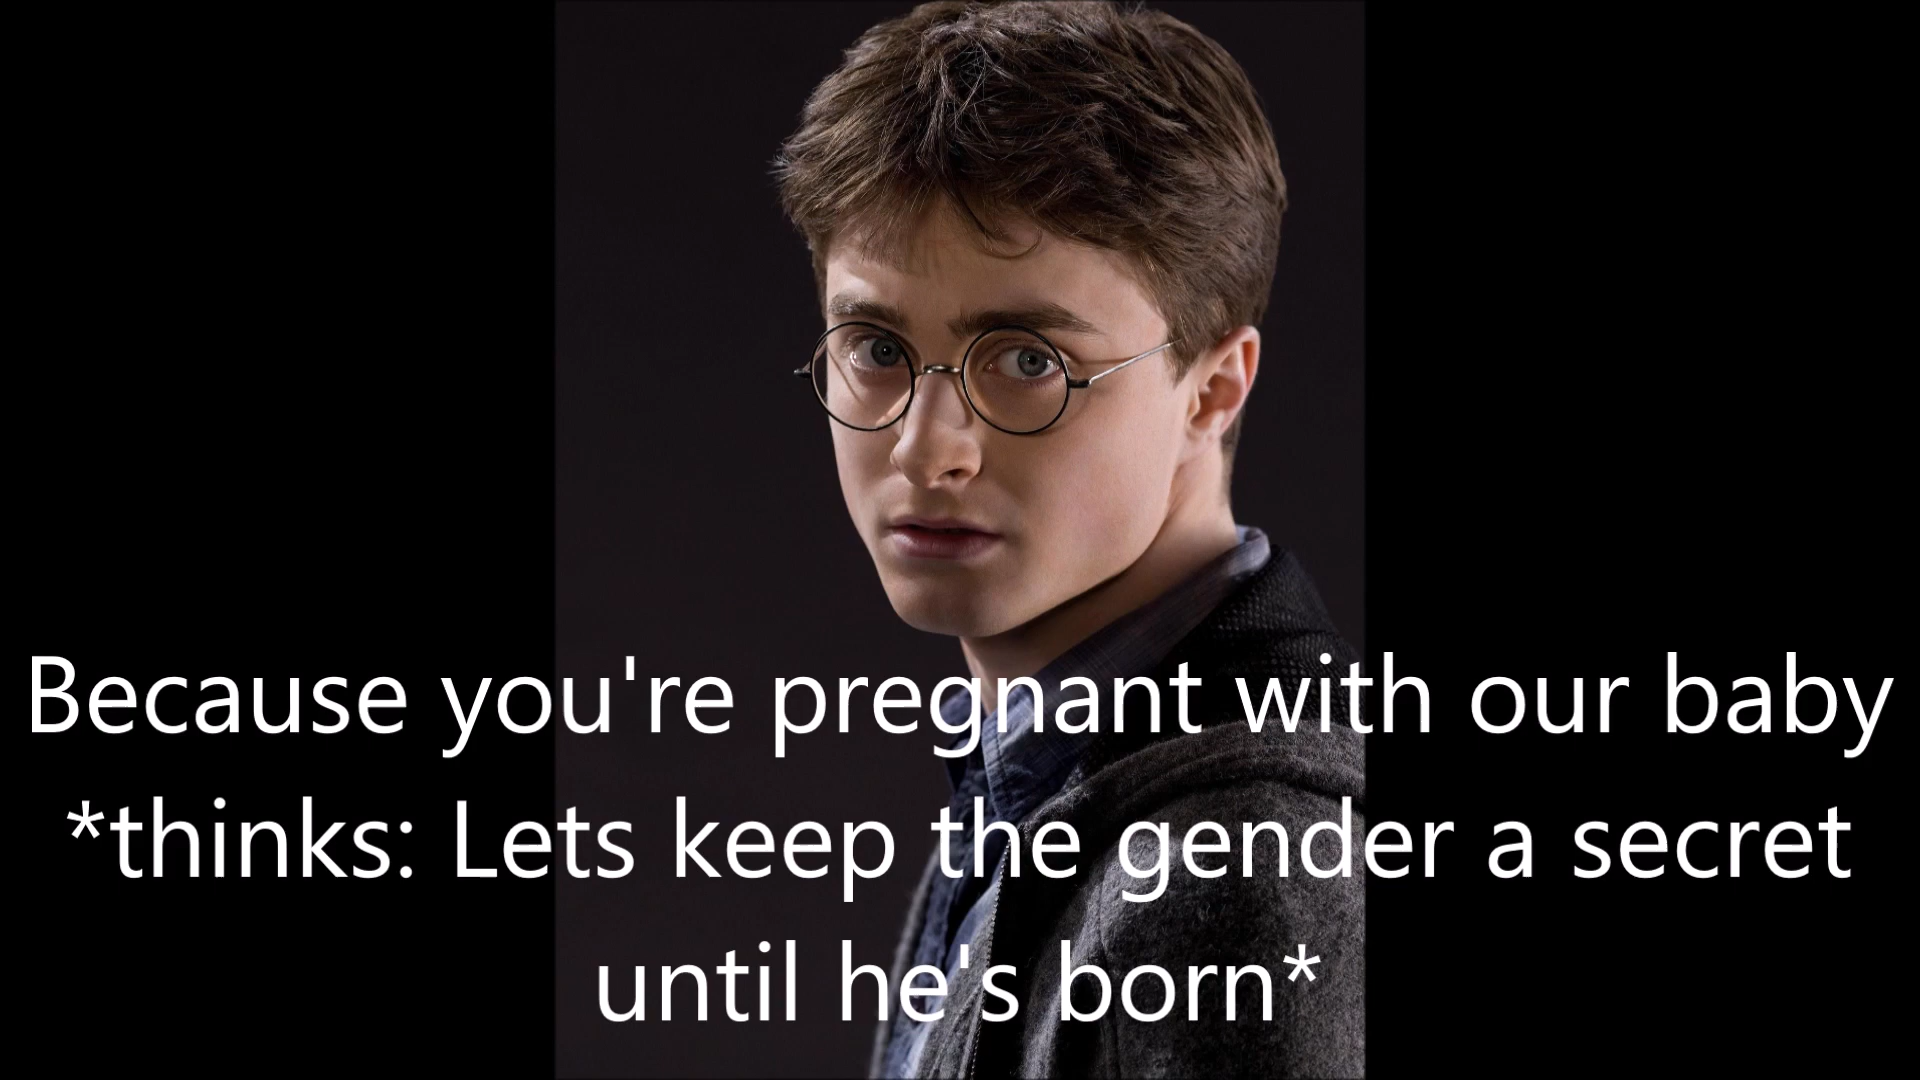 Because you're pregnant with our baby
*thinks: Lets keep the gender a secret
until he's born*